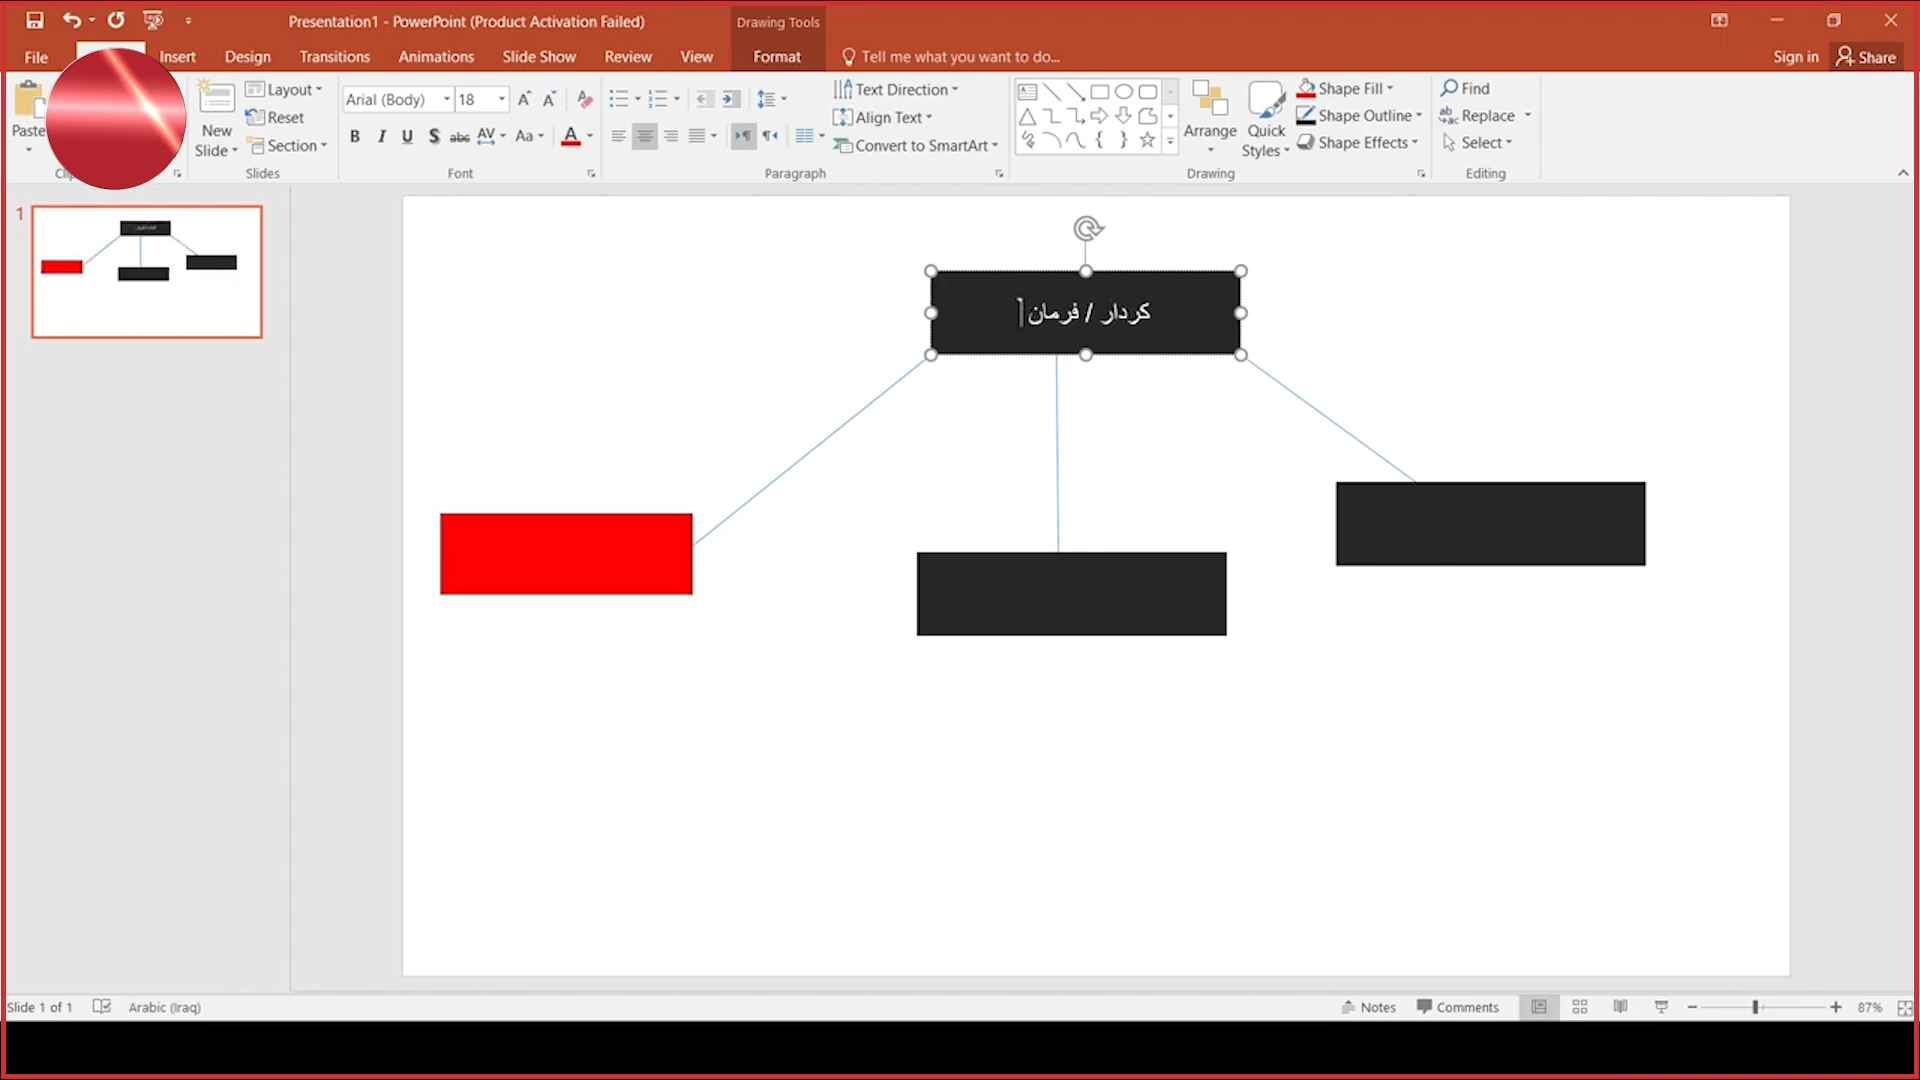 Presentation1 - PowerPoint (Product Activation Failed)
Drawing Tools
File
Insert
Design
Transitions
Animations
Slide Show
Review
View
Format
Tell me what you want to do...
Sign in
Share
Paste
New
Slide
Layout
Reset
Section
Slides
Arial (Body)
18
Font
Paragraph
Text Direction
Align Text
Convert to SmartArt
Arrange
Quick
Styles
Shape Fill
Shape Outline
Shape Effects
Drawing
Find
Replace
Select
Editing
1
کردار / فرمان
Slide 1 of 1
Arabic (Iraq)
Notes
Comments
87%